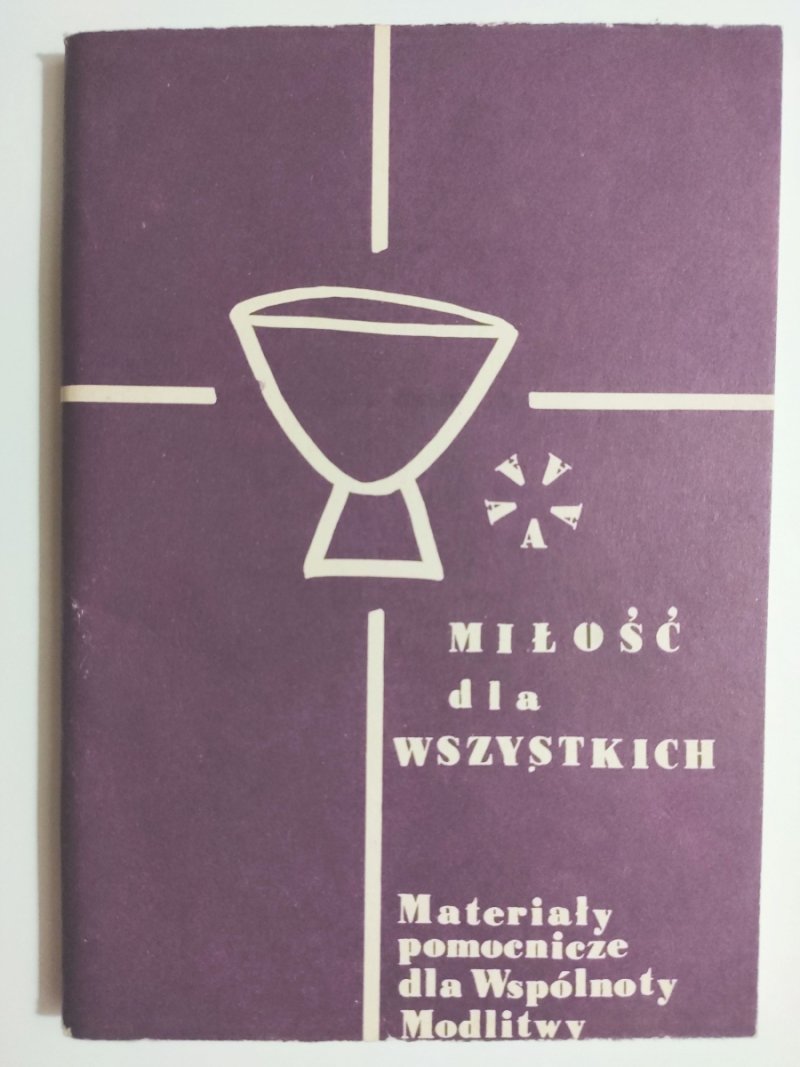 A
MIŁOŚĆ
dla
WSZYSTKICH
Materiały
pomocnicze
dla Wspólnoty
Modlitwy